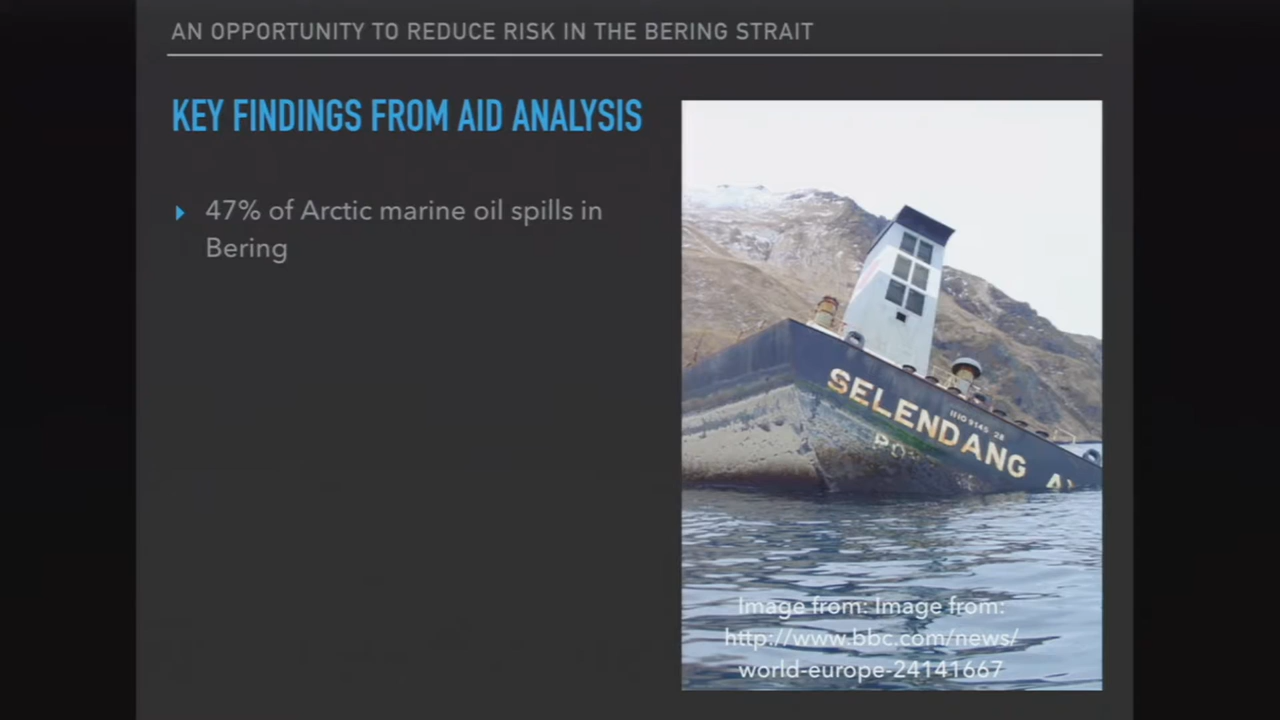 AN OPPORTUNITY TO REDUCE RISK IN THE BERING STRAIT
KEY FINDINGS FROM AID ANALYSIS
47% of Arctic marine oil spills in
Bering
SELENDANG
Image from: Image from:
http://www.bbc.com/news/
world-europe-24141667